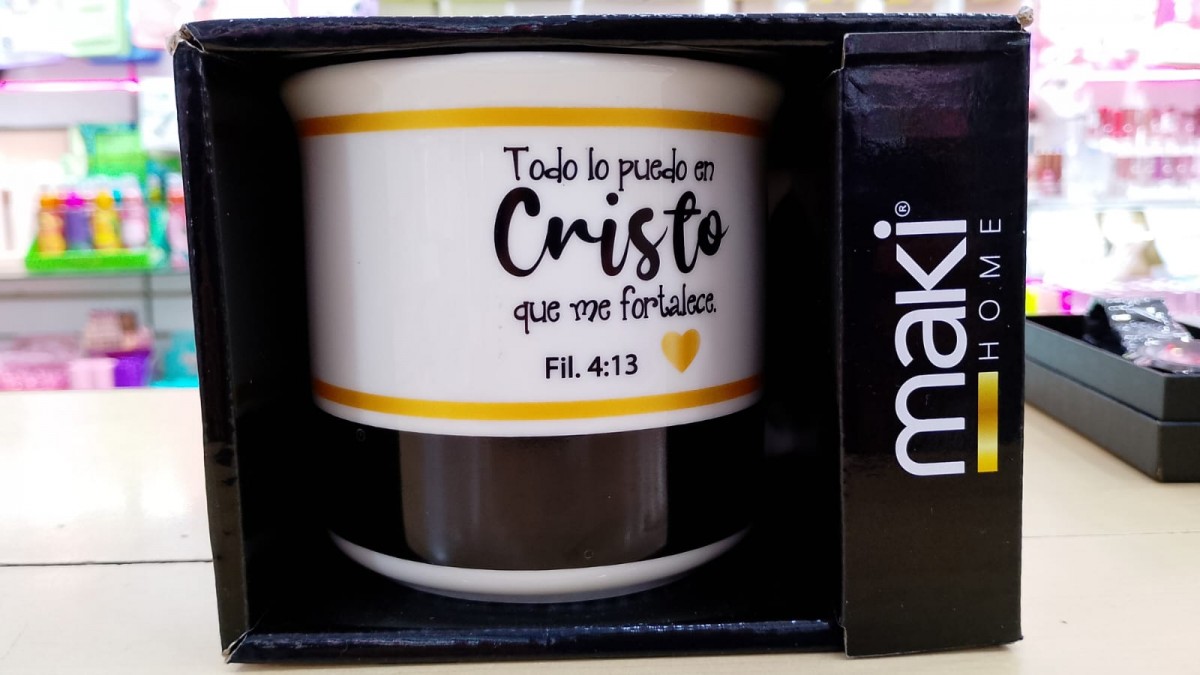 Todo lo puedo en
Cristo
que me fortalece.
Fil. 4:13
maki®
HOME